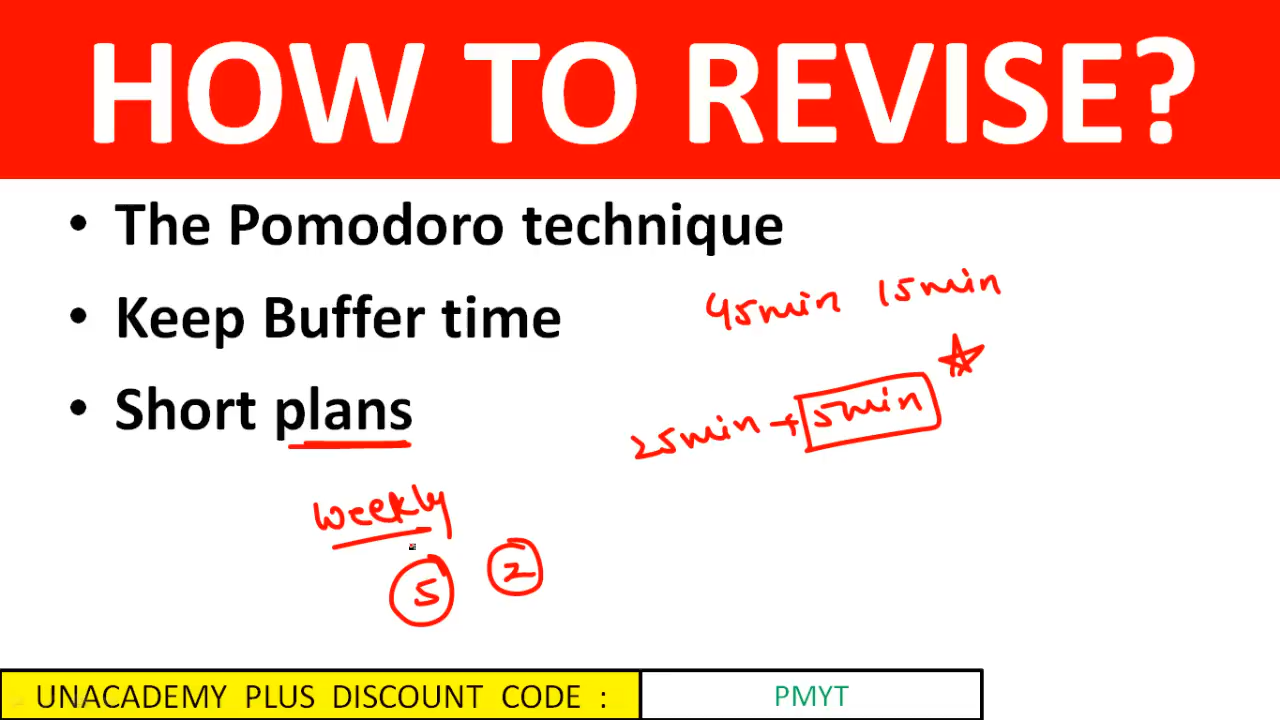 HOW TO REVISE?
• The Pomodoro technique
45min 15min
• Keep Buffer time
• Short plans
25min + 5min
weekly
5 2
UNACADEMY PLUS DISCOUNT CODE : PMYT